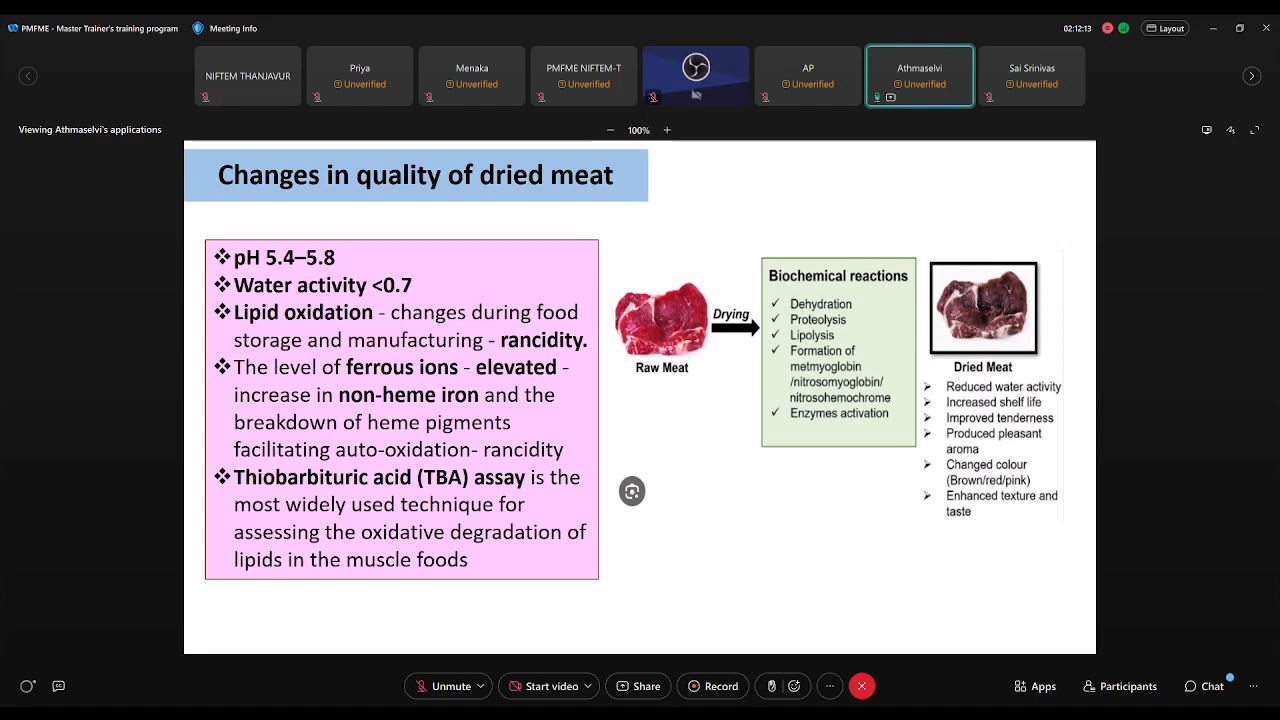 PMFME - Master Trainer's training program
Meeting Info
02:12:13
Layout
NIFTEM THANJAVUR
Priya
Unverified
Menaka
Unverified
PMFME NIFTEM-T
Unverified
AP
Unverified
Athmaselvi
Unverified
Sai Srinivas
Unverified
Viewing Athmaselvi's applications
100%
Changes in quality of dried meat
❖pH 5.4–5.8
❖Water activity <0.7
❖Lipid oxidation - changes during food
storage and manufacturing - rancidity.
❖The level of ferrous ions - elevated -
increase in non-heme iron and the
breakdown of heme pigments
facilitating auto-oxidation- rancidity
❖Thiobarbituric acid (TBA) assay is the
most widely used technique for
assessing the oxidative degradation of
lipids in the muscle foods
Raw Meat
Drying
Biochemical reactions
✓ Dehydration
✓ Proteolysis
✓ Lipolysis
✓ Formation of
metmyoglobin
/nitrosomyoglobin/
nitrosohemochrome
✓ Enzymes activation
Dried Meat
➢ Reduced water activity
➢ Increased shelf life
➢ Improved tenderness
➢ Produced pleasant
aroma
➢ Changed colour
(Brown/red/pink)
➢ Enhanced texture and
taste
Unmute
Start video
Share
Record
Apps
Participants
Chat